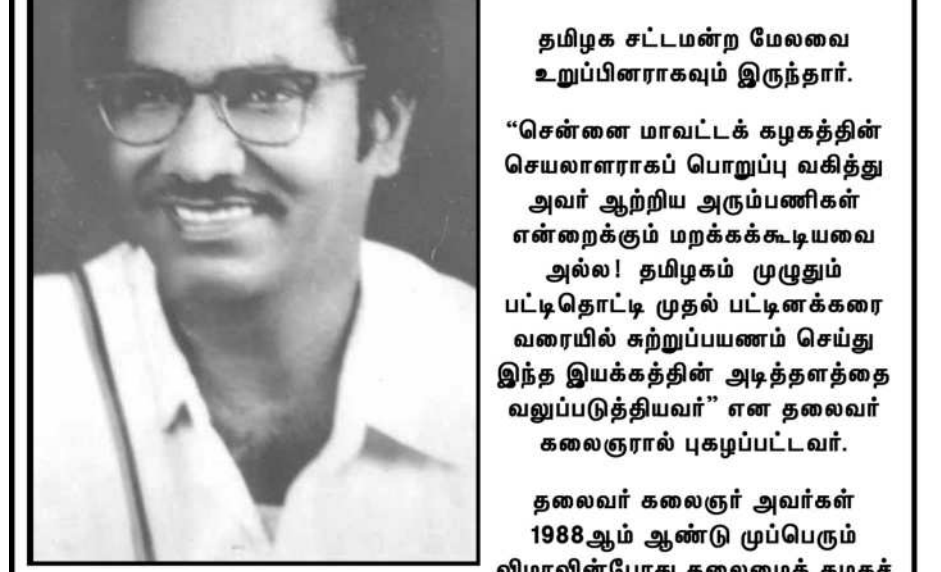 தமிழக சட்டமன்ற மேலவை
உறுப்பினராகவும் இருந்தார்.
“சென்னை மாவட்டக் கழகத்தின்
செயலாளராகப் பொறுப்பு வகித்து
அவர் ஆற்றிய அரும்பணிகள்
என்றைக்கும் மறக்கக்கூடியவை
அல்ல! தமிழகம் முழுதும்
பட்டிதொட்டி முதல் பட்டினக்கரை
வரையில் சுற்றுப்பயணம் செய்து
இந்த இயக்கத்தின் அடித்தளத்தை
வலுப்படுத்தியவர்” என தலைவர்
கலைஞரால் புகழப்பட்டவர்.
தலைவர் கலைஞர் அவர்கள்
1988ஆம் ஆண்டு முப்பெரும்
விழாவின்போது தலைமைக் கழகச்